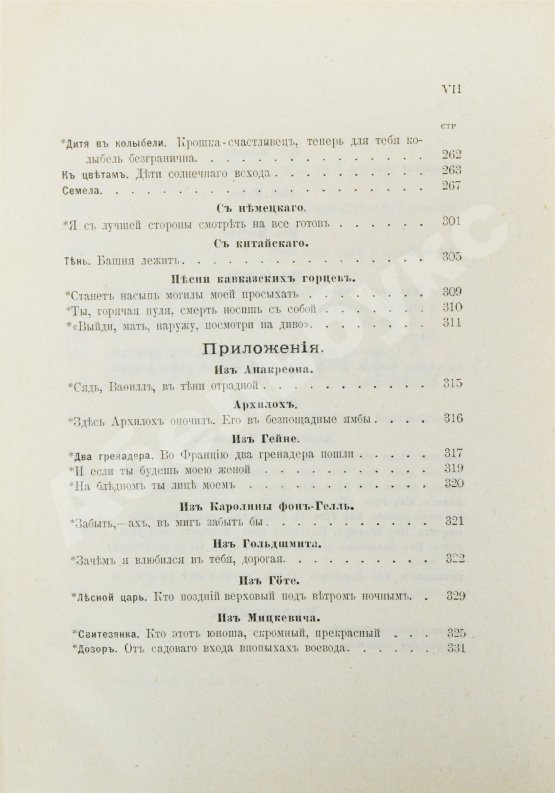 VII
СТР
*Дитя въ колыбели. Крошка-счастливецъ, теперь для тебя ко-
лыбель безгранична. . . . . . . . . . . . . . . 262
Къ цвѣтамъ. Дѣти солнечнаго всхода . . . . . . . . . . 263
Семела. . . . . . . . . . . . . . . . . . . . 267
Съ нѣмецкаго.
*Я съ лучшей стороны смотрѣть на все готовъ . . . . . . . 301
Съ китайскаго.
Тѣнь. Башня лежитъ. . . . . . . . . . . . . . . . 305
Пѣсни кавказскихъ горцевъ.
*Станетъ насыпь могилы моей просыхать . . . . . . . . 309
*Ты, горячая пуля, смерть носишь съ собой . . . . . . . 310
*«Выйди, мать, наружу, посмотри на диво». . . . . . . . 311
Приложенія.
Изъ Анакреона.
*Сядь, Ваѳиллъ, въ тѣни отрадной . . . . . . . . . . . 315
Архилохъ.
*Здѣсь Архилохъ опочилъ. Его въ безпощадные ямбы . . . . . 316
Изъ Гейне.
*Два гренадера. Во Францію два гренадера пошли . . . . . . 317
*И если ты будешь моею женой . . . . . . . . . . . 319
*На блѣдномъ ты лицѣ моемъ . . . . . . . . . . . . 320
Изъ Каролины фонъ-Гелль.
*Забыть,—ахъ, въ мигъ забыть бы . . . . . . . . . . . 321
Изъ Гольдшмита.
*Зачѣмъ я влюбился въ тебя, дорогая. . . . . . . . . . 322
Изъ Гёте.
*Лѣсной царь. Кто поздній верховый подъ вѣтромъ ночнымъ. . . 329
Изъ Мицкевича.
*Свитезянка. Кто этотъ юноша, скромный, прекрасный . . . 325
*Дозоръ. Отъ садоваго входа впопыхахъ воевода. . . . . . 331